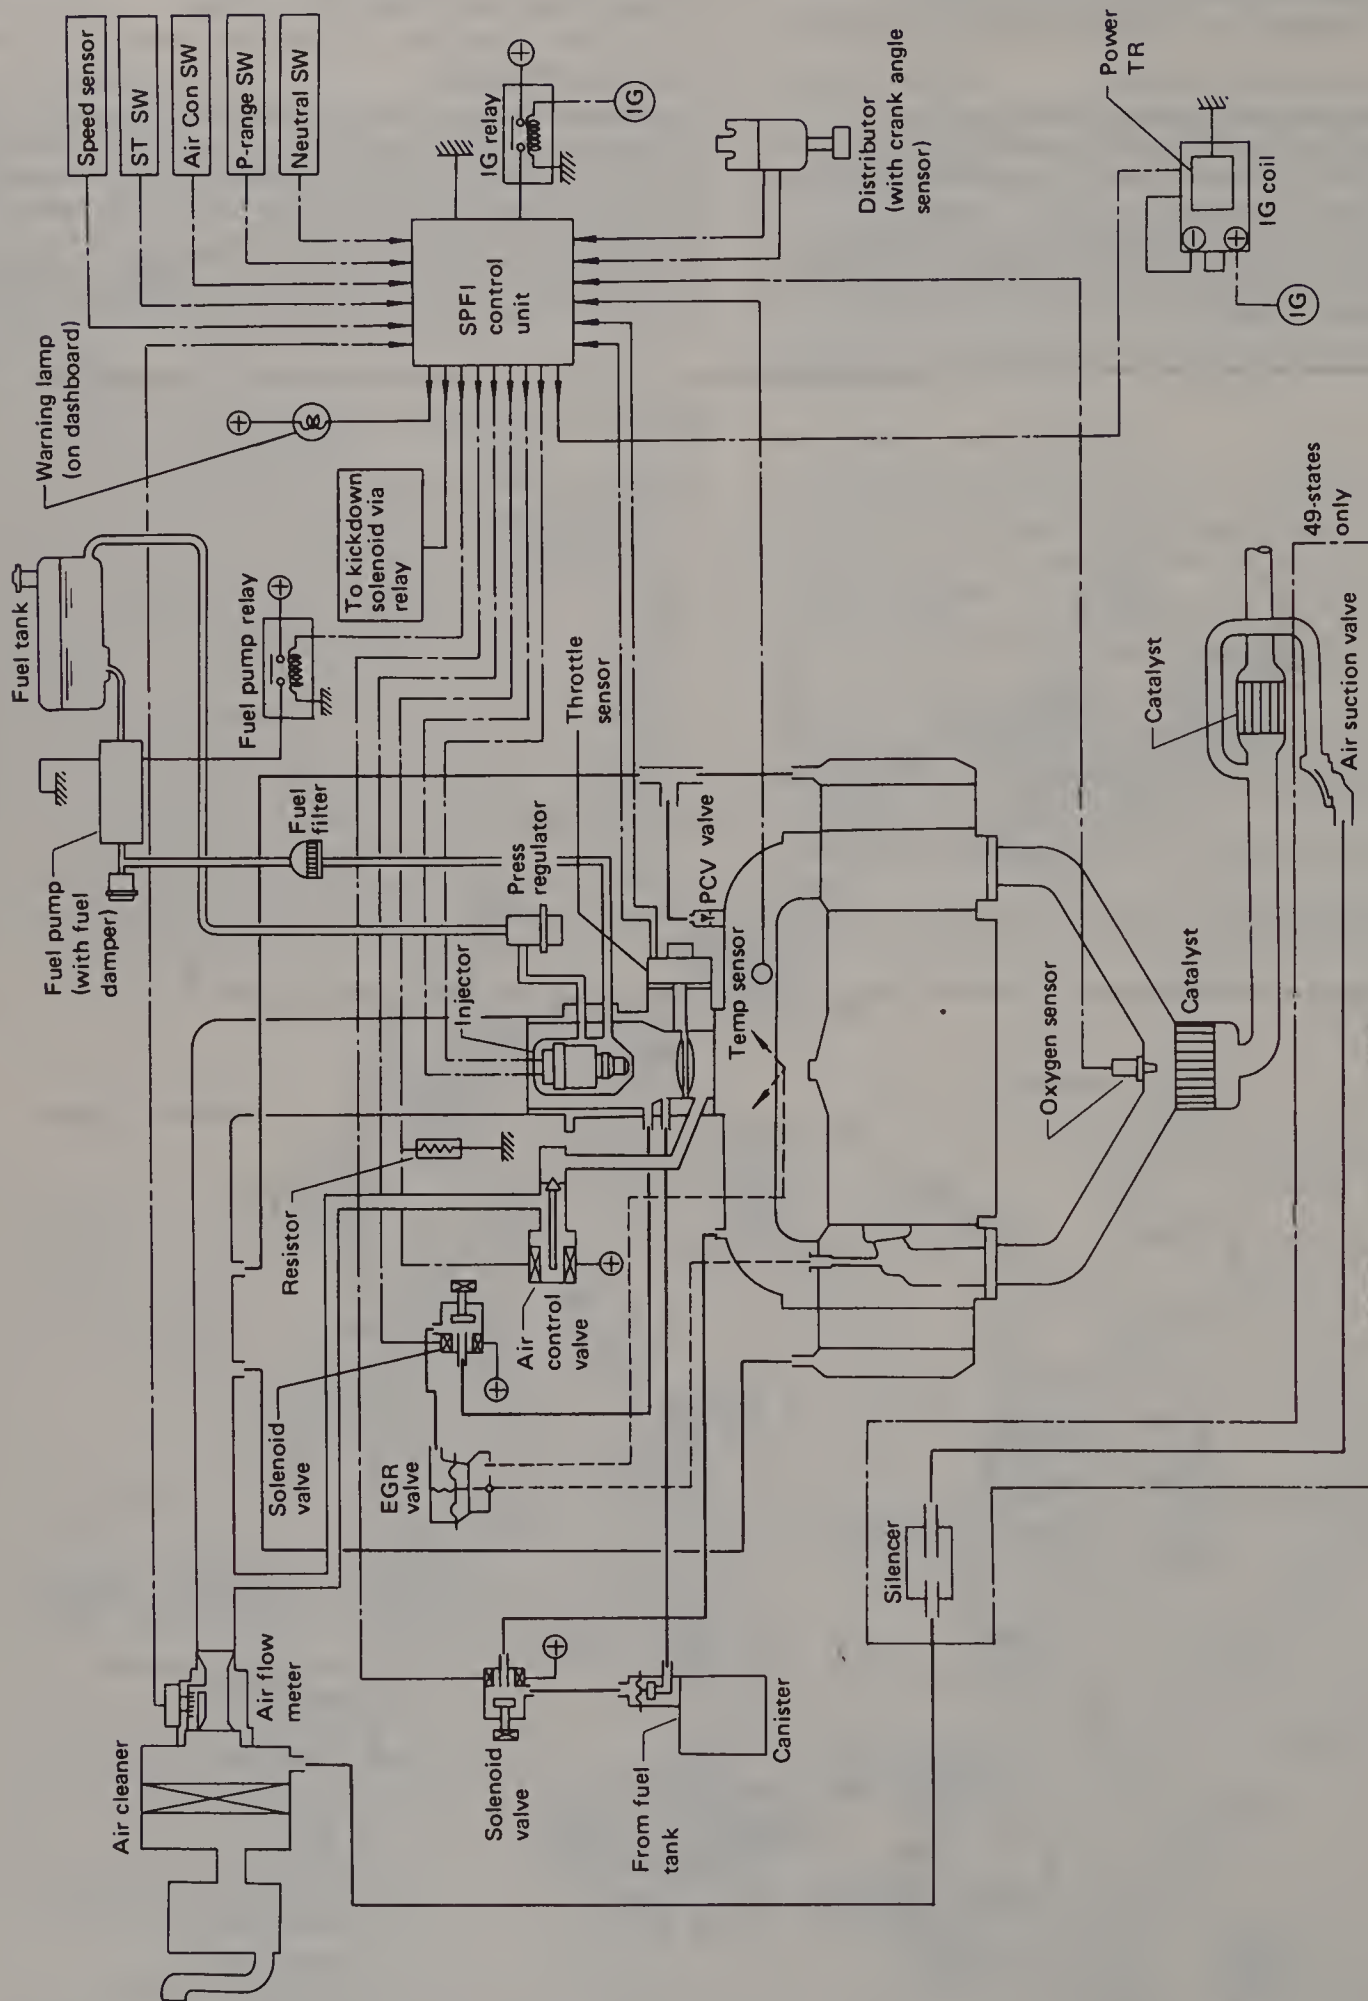 Speed sensor
ST SW
Air Con SW
P-range SW
Neutral SW
Warning lamp
(on dashboard)
IG relay
IG
SPFI
control
unit
Distributor
(with crank angle
sensor)
Power
TR
IG coil
IG
Fuel tank
Fuel pump relay
To kickdown
solenoid via
relay
Fuel pump
(with fuel
damper)
Fuel
filter
Press
regulator
Injector
Throttle
sensor
PCV valve
Temp sensor
Oxygen sensor
Catalyst
Catalyst
49-states
only
Air suction valve
Resistor
Solenoid
valve
Air
control
valve
EGR
valve
Air cleaner
Air flow
meter
Solenoid
valve
From fuel
tank
Canister
Silencer